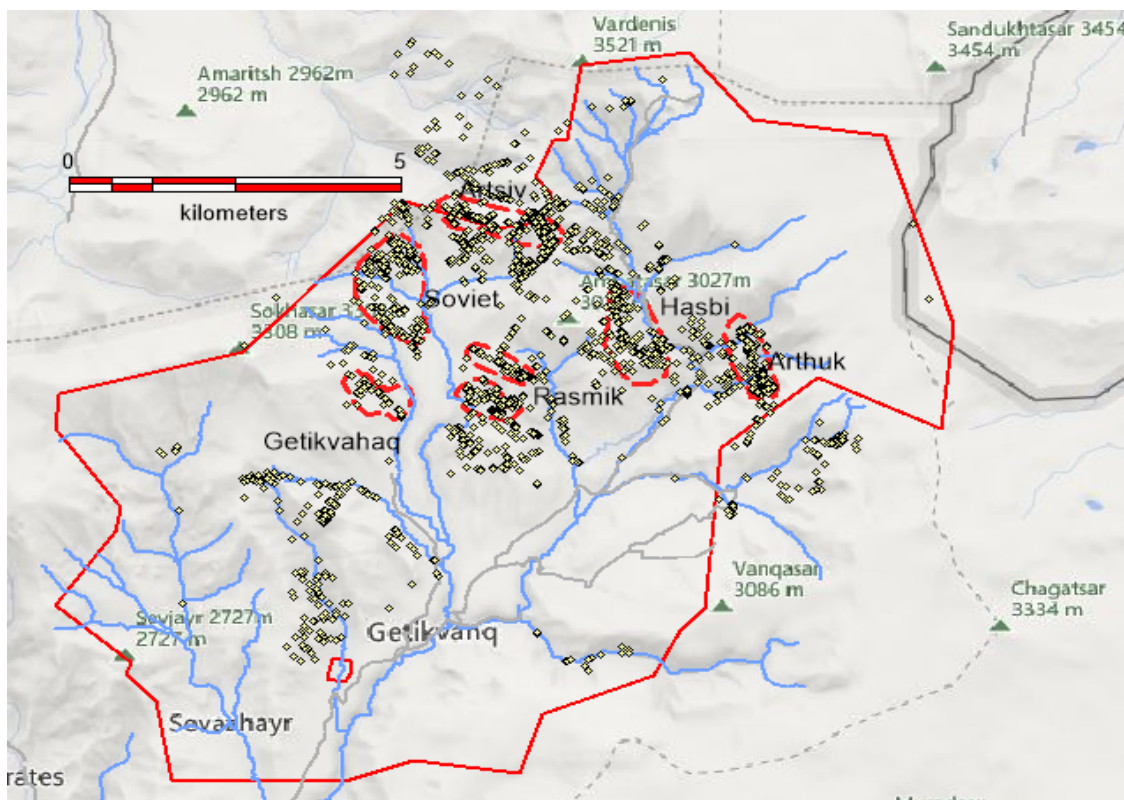 Vardenis
3521 m
Sandukhtasar 3454
3454 m
Amaritsh 2962m
2962 m
0
5
kilometers
Artsiv
3027m
Soviet
Hasbi
Sokhasar
3308 m
Arthuk
Rasmik
Getikvahaq
Vanqasar
3086 m
Chagatsar
3334 m
Sevjayr 2727m
2727 m
Getikvanq
Sevazhayr
rates